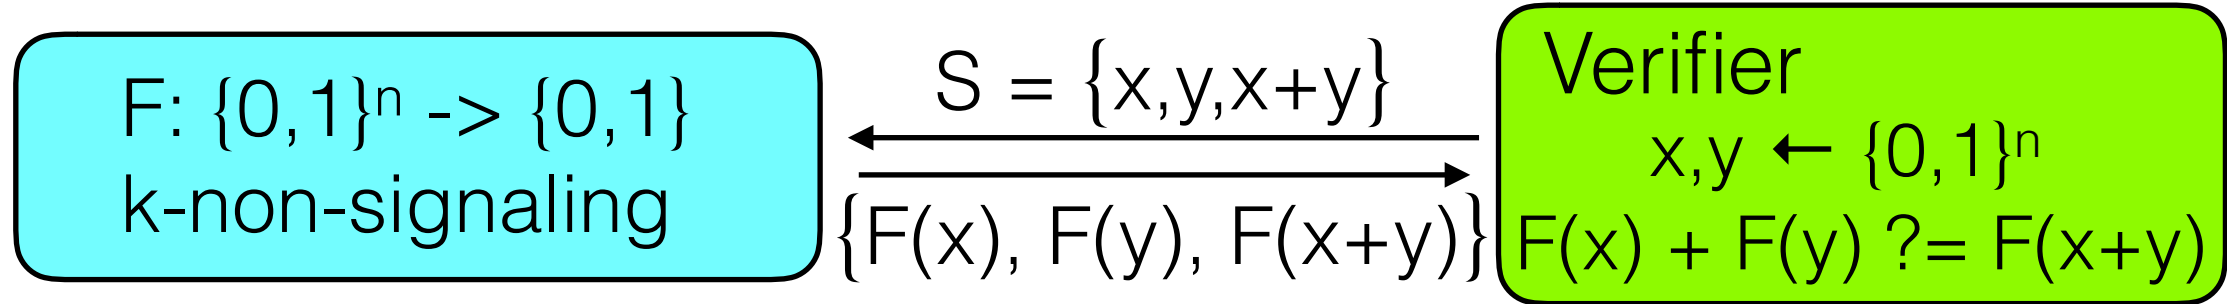 F: {0,1}ⁿ -> {0,1}
k-non-signaling
S = {x,y,x+y}
{F(x), F(y), F(x+y)}
Verifier
x,y ← {0,1}ⁿ
F(x) + F(y) ?= F(x+y)